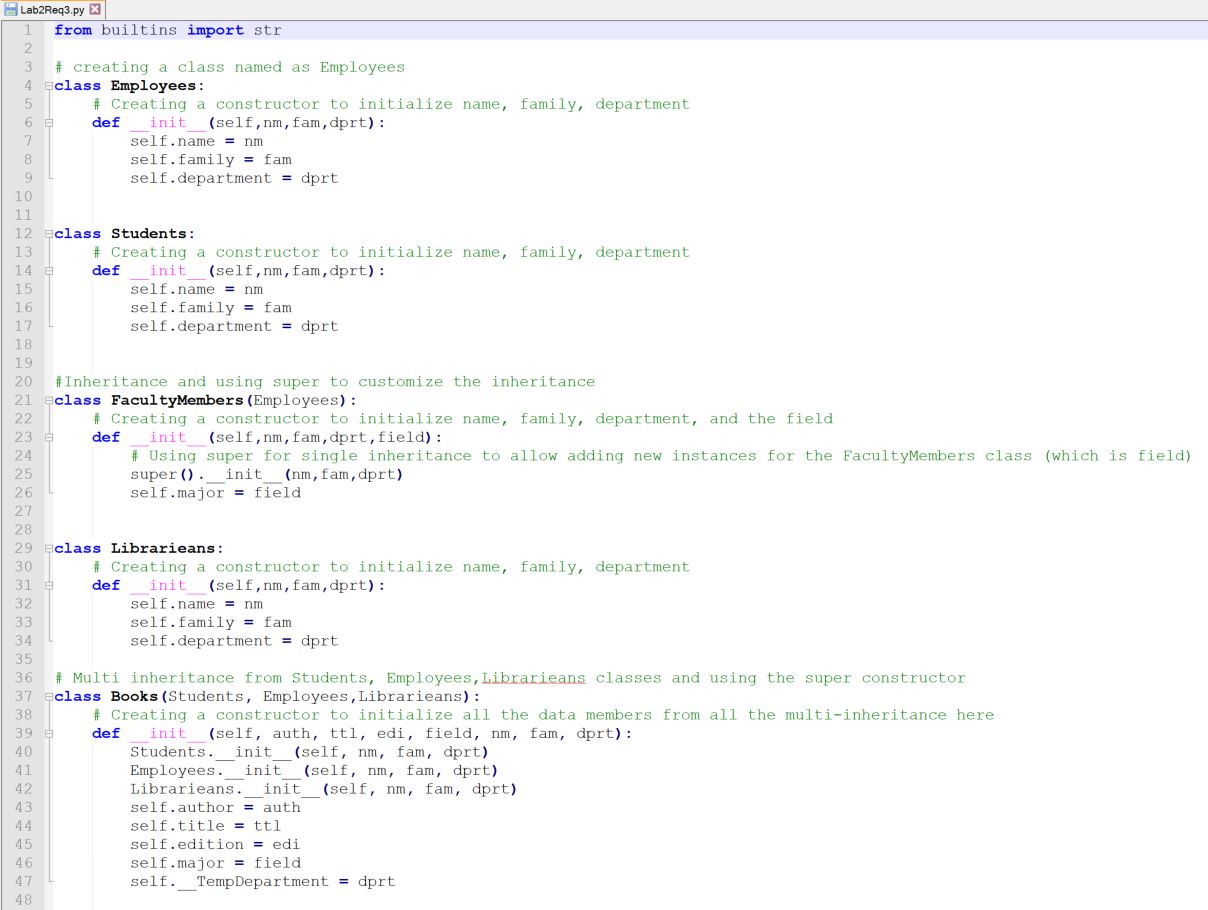 Lab2Req3.py
1 from builtins import str
2
3 # creating a class named as Employees
4 class Employees:
5     # Creating a constructor to initialize name, family, department
6     def __init__(self,nm,fam,dprt):
7         self.name = nm
8         self.family = fam
9         self.department = dprt
10
11
12 class Students:
13     # Creating a constructor to initialize name, family, department
14     def __init__(self,nm,fam,dprt):
15         self.name = nm
16         self.family = fam
17         self.department = dprt
18
19
20 #Inheritance and using super to customize the inheritance
21 class FacultyMembers(Employees):
22     # Creating a constructor to initialize name, family, department, and the field
23     def __init__(self,nm,fam,dprt,field):
24         # Using super for single inheritance to allow adding new instances for the FacultyMembers class (which is field)
25         super().__init__(nm,fam,dprt)
26         self.major = field
27
28
29 class Librarieans:
30     # Creating a constructor to initialize name, family, department
31     def __init__(self,nm,fam,dprt):
32         self.name = nm
33         self.family = fam
34         self.department = dprt
35
36 # Multi inheritance from Students, Employees,Librarieans classes and using the super constructor
37 class Books(Students, Employees,Librarieans):
38     # Creating a constructor to initialize all the data members from all the multi-inheritance here
39     def __init__(self, auth, ttl, edi, field, nm, fam, dprt):
40         Students.__init__(self, nm, fam, dprt)
41         Employees.__init__(self, nm, fam, dprt)
42         Librarieans.__init__(self, nm, fam, dprt)
43         self.author = auth
44         self.title = ttl
45         self.edition = edi
46         self.major = field
47         self.__TempDepartment = dprt
48